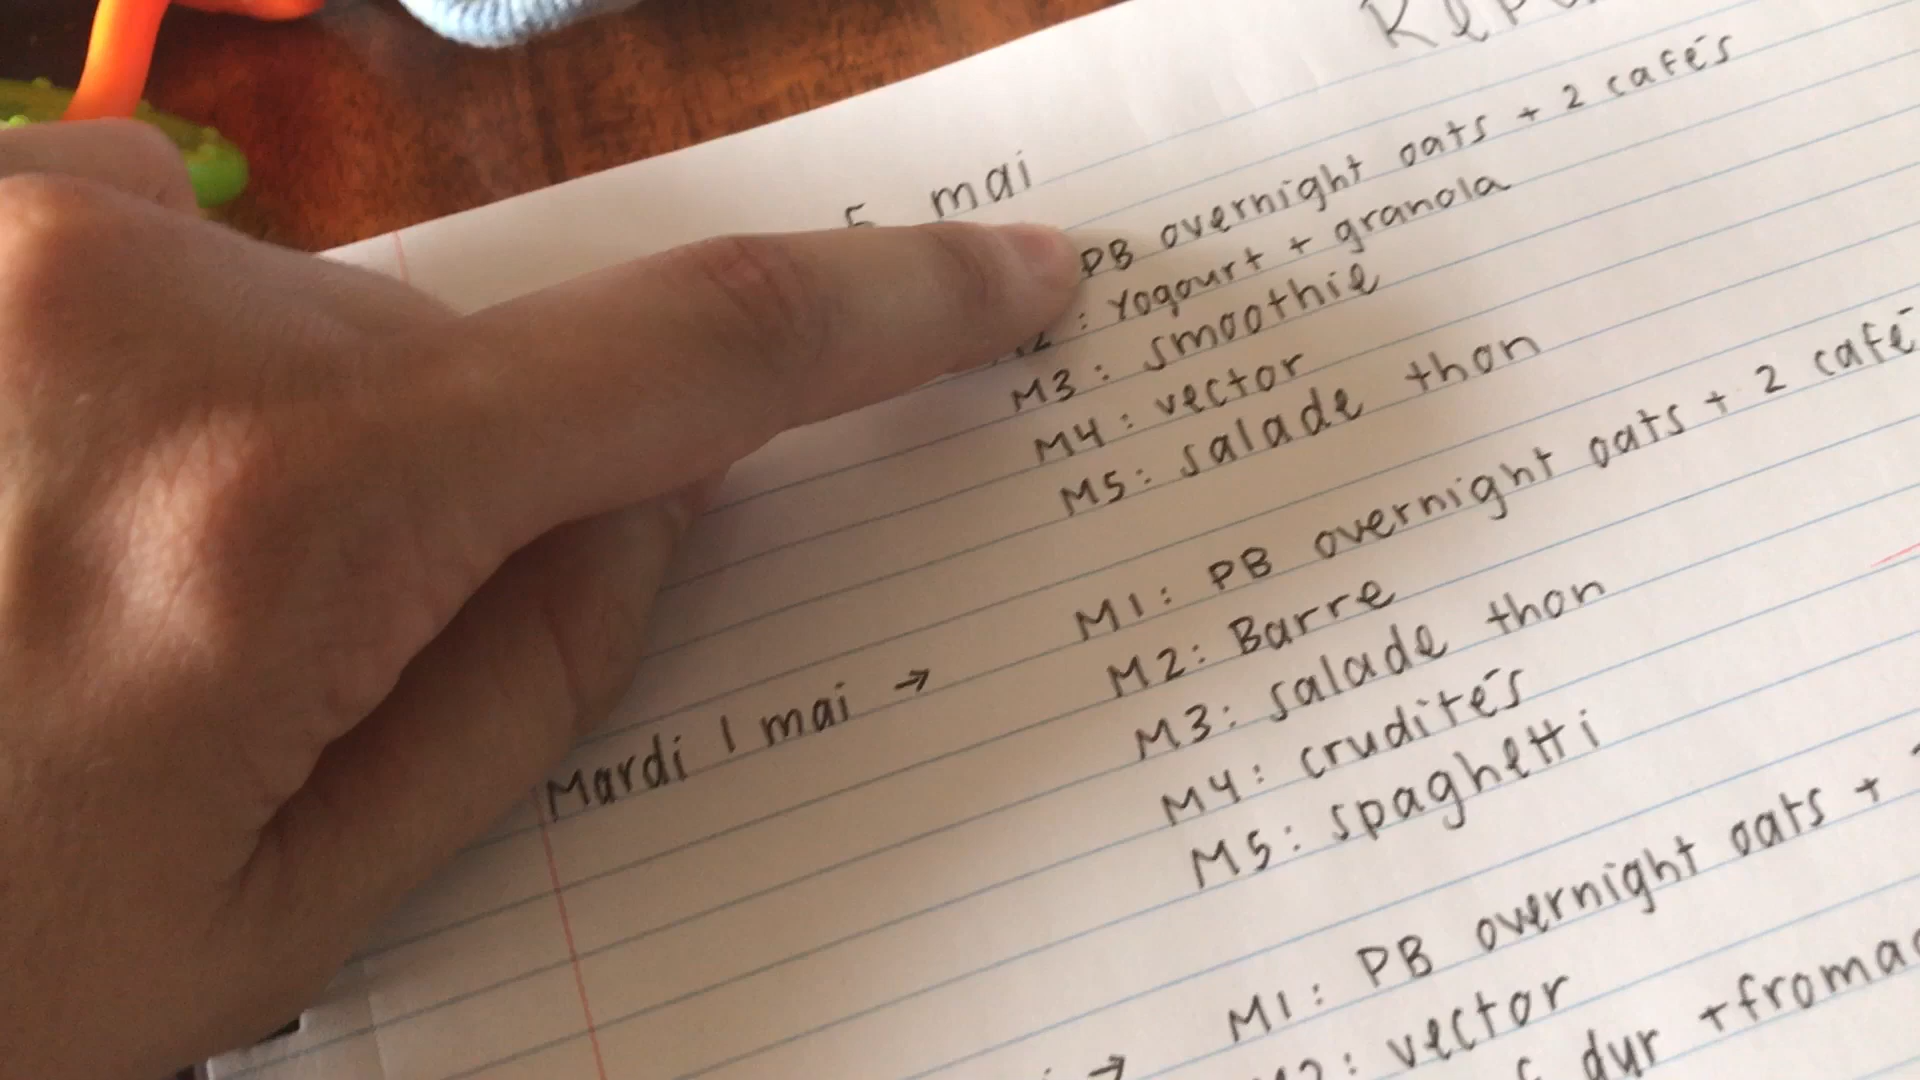 mai
PB overnight oats + 2 cafés
: Yogourt + granola
M3: smoothie
M4: vector
M5: salade thon
Mardi 1 mai → M1: PB overnight oats + 2 café
M2: Barre
M3: salade thon
M4: crudités
M5: spaghetti
→ M1: PB overnight oats +
: vector
dur + fromag